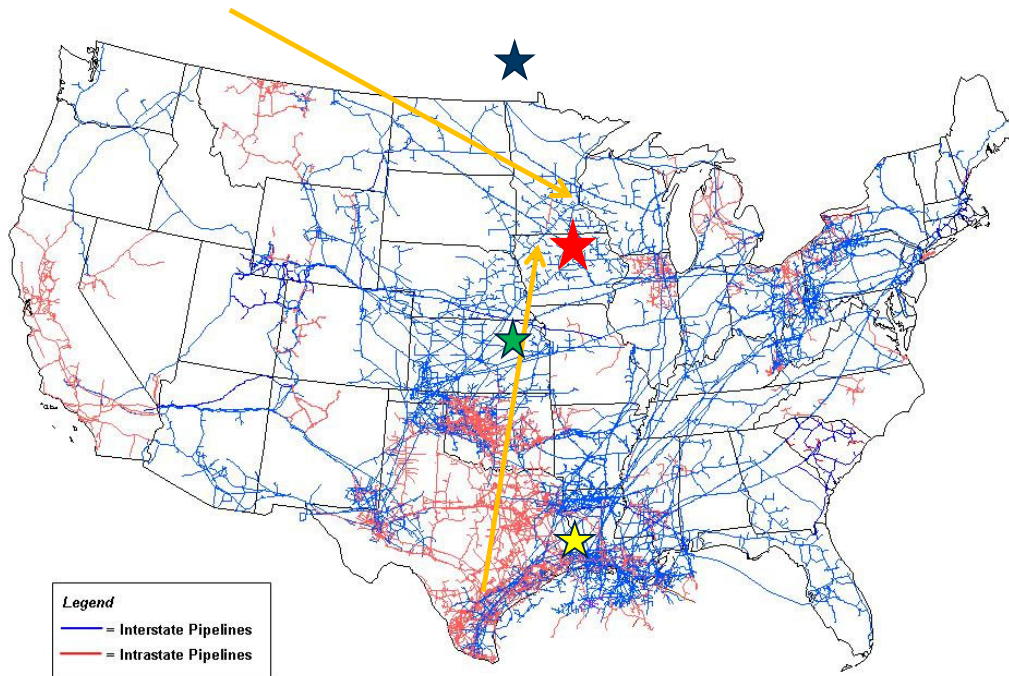 Legend
= Interstate Pipelines
= Intrastate Pipelines